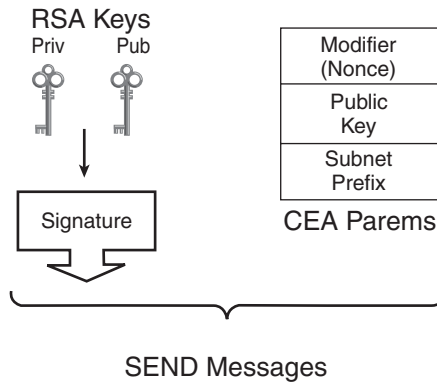 RSA Keys
Priv Pub
Signature
Modifier
(Nonce)
Public
Key
Subnet
Prefix
CEA Parems
SEND Messages